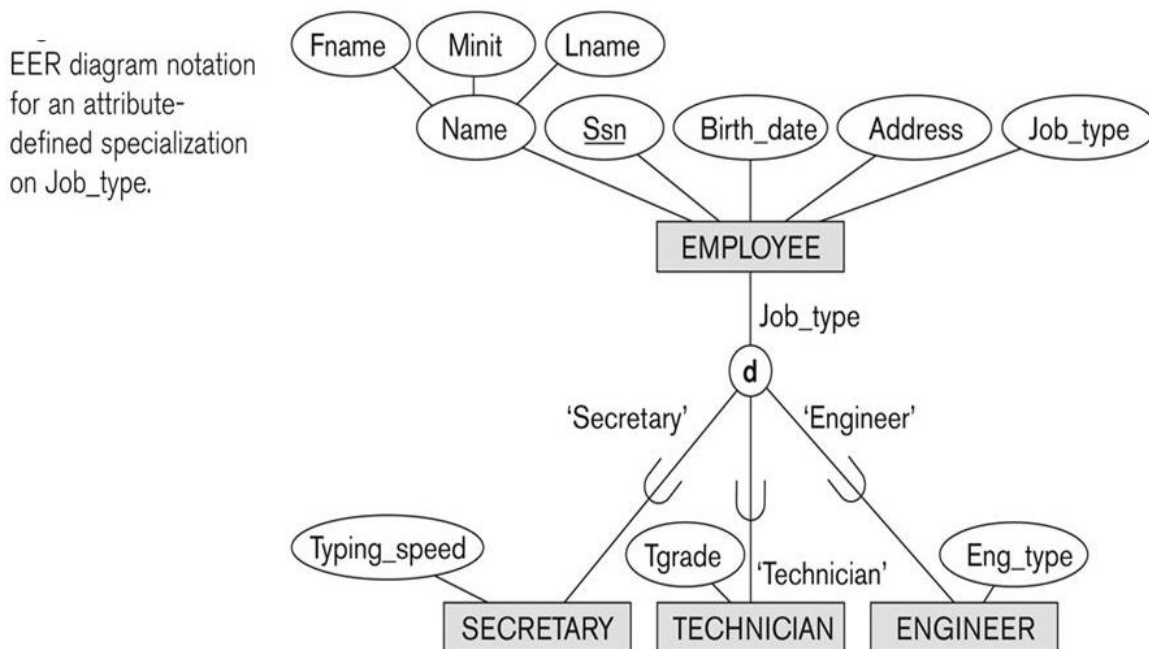 EER diagram notation
for an attribute-
defined specialization
on Job_type.
Fname Minit Lname
Name Ssn Birth_date Address Job_type
EMPLOYEE
Job_type
d
‘Secretary’ ‘Engineer’
Typing_speed Tgrade ‘Technician’ Eng_type
SECRETARY TECHNICIAN ENGINEER